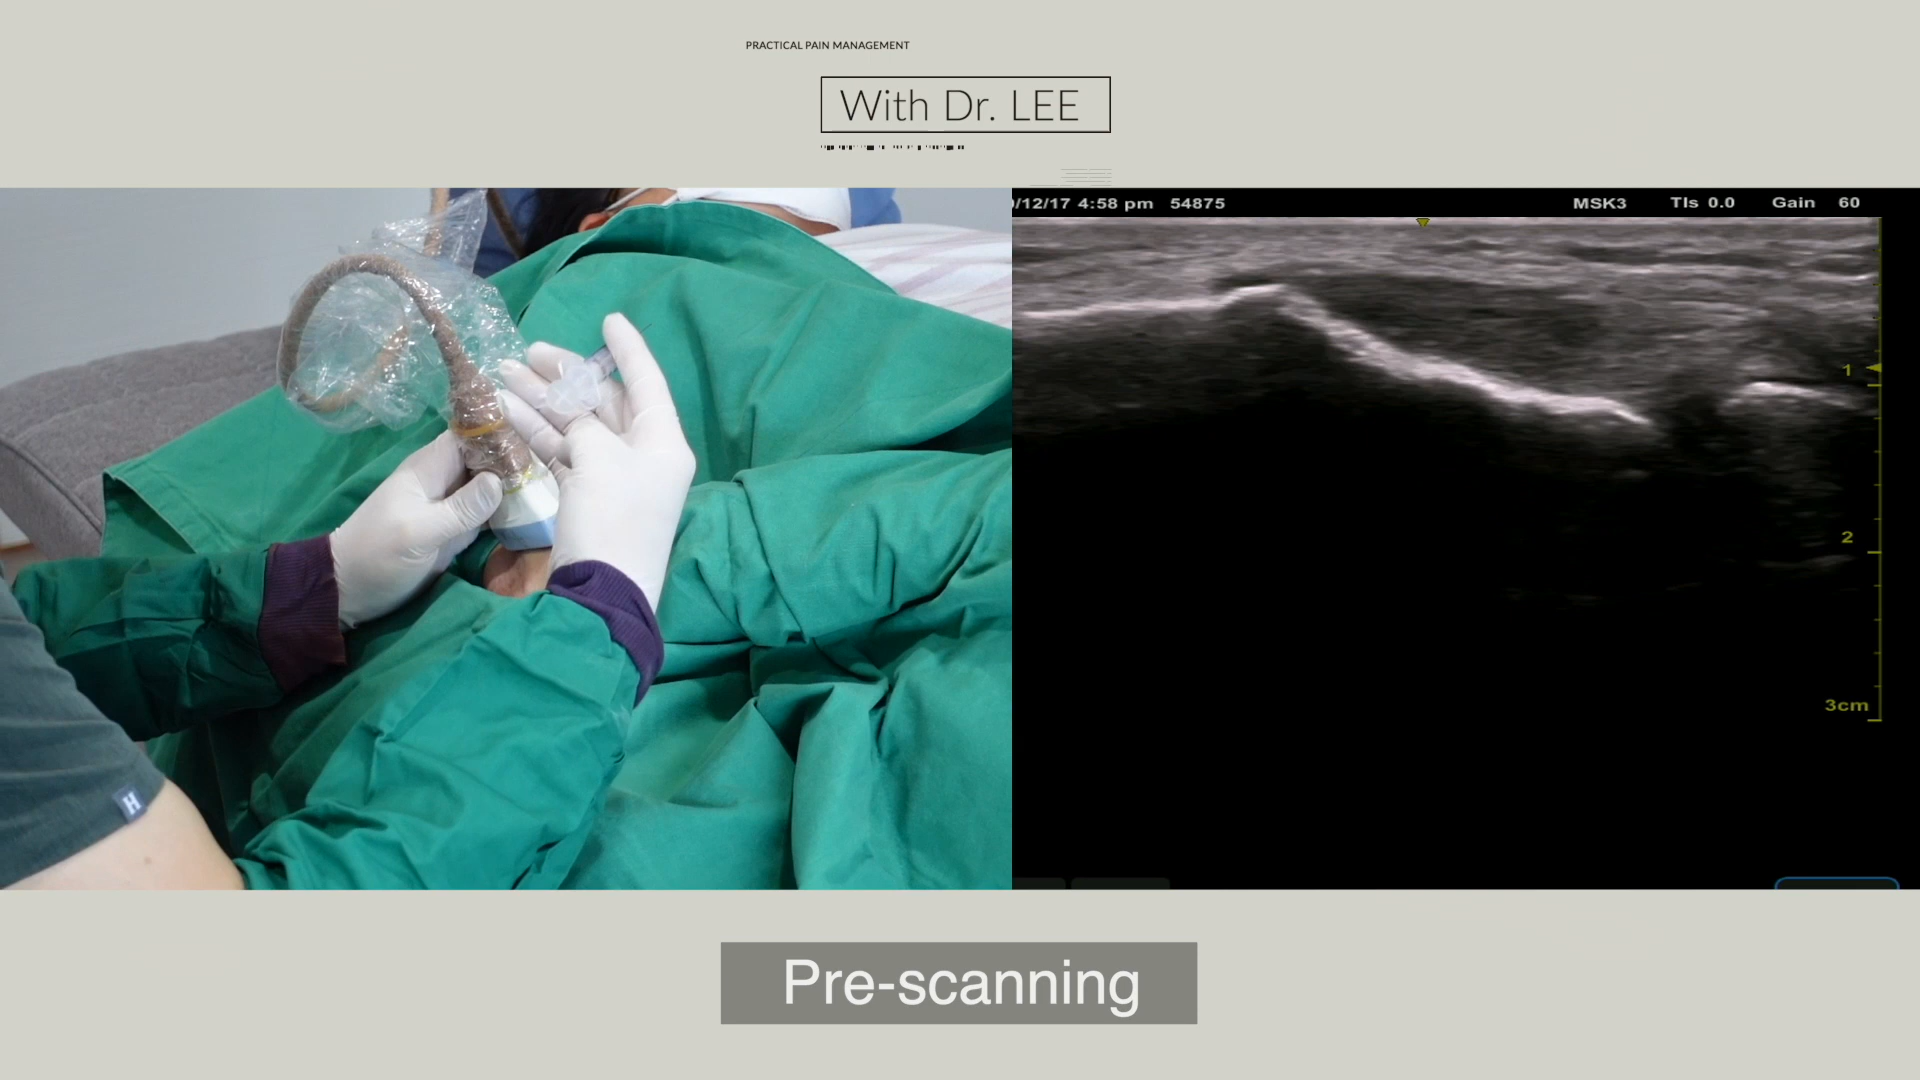 PRACTICAL PAIN MANAGEMENT
With Dr. LEE
/12/17 4:58 pm 54875 MSK3 TIs 0.0 Gain 60
1
2
3cm
H
Pre-scanning